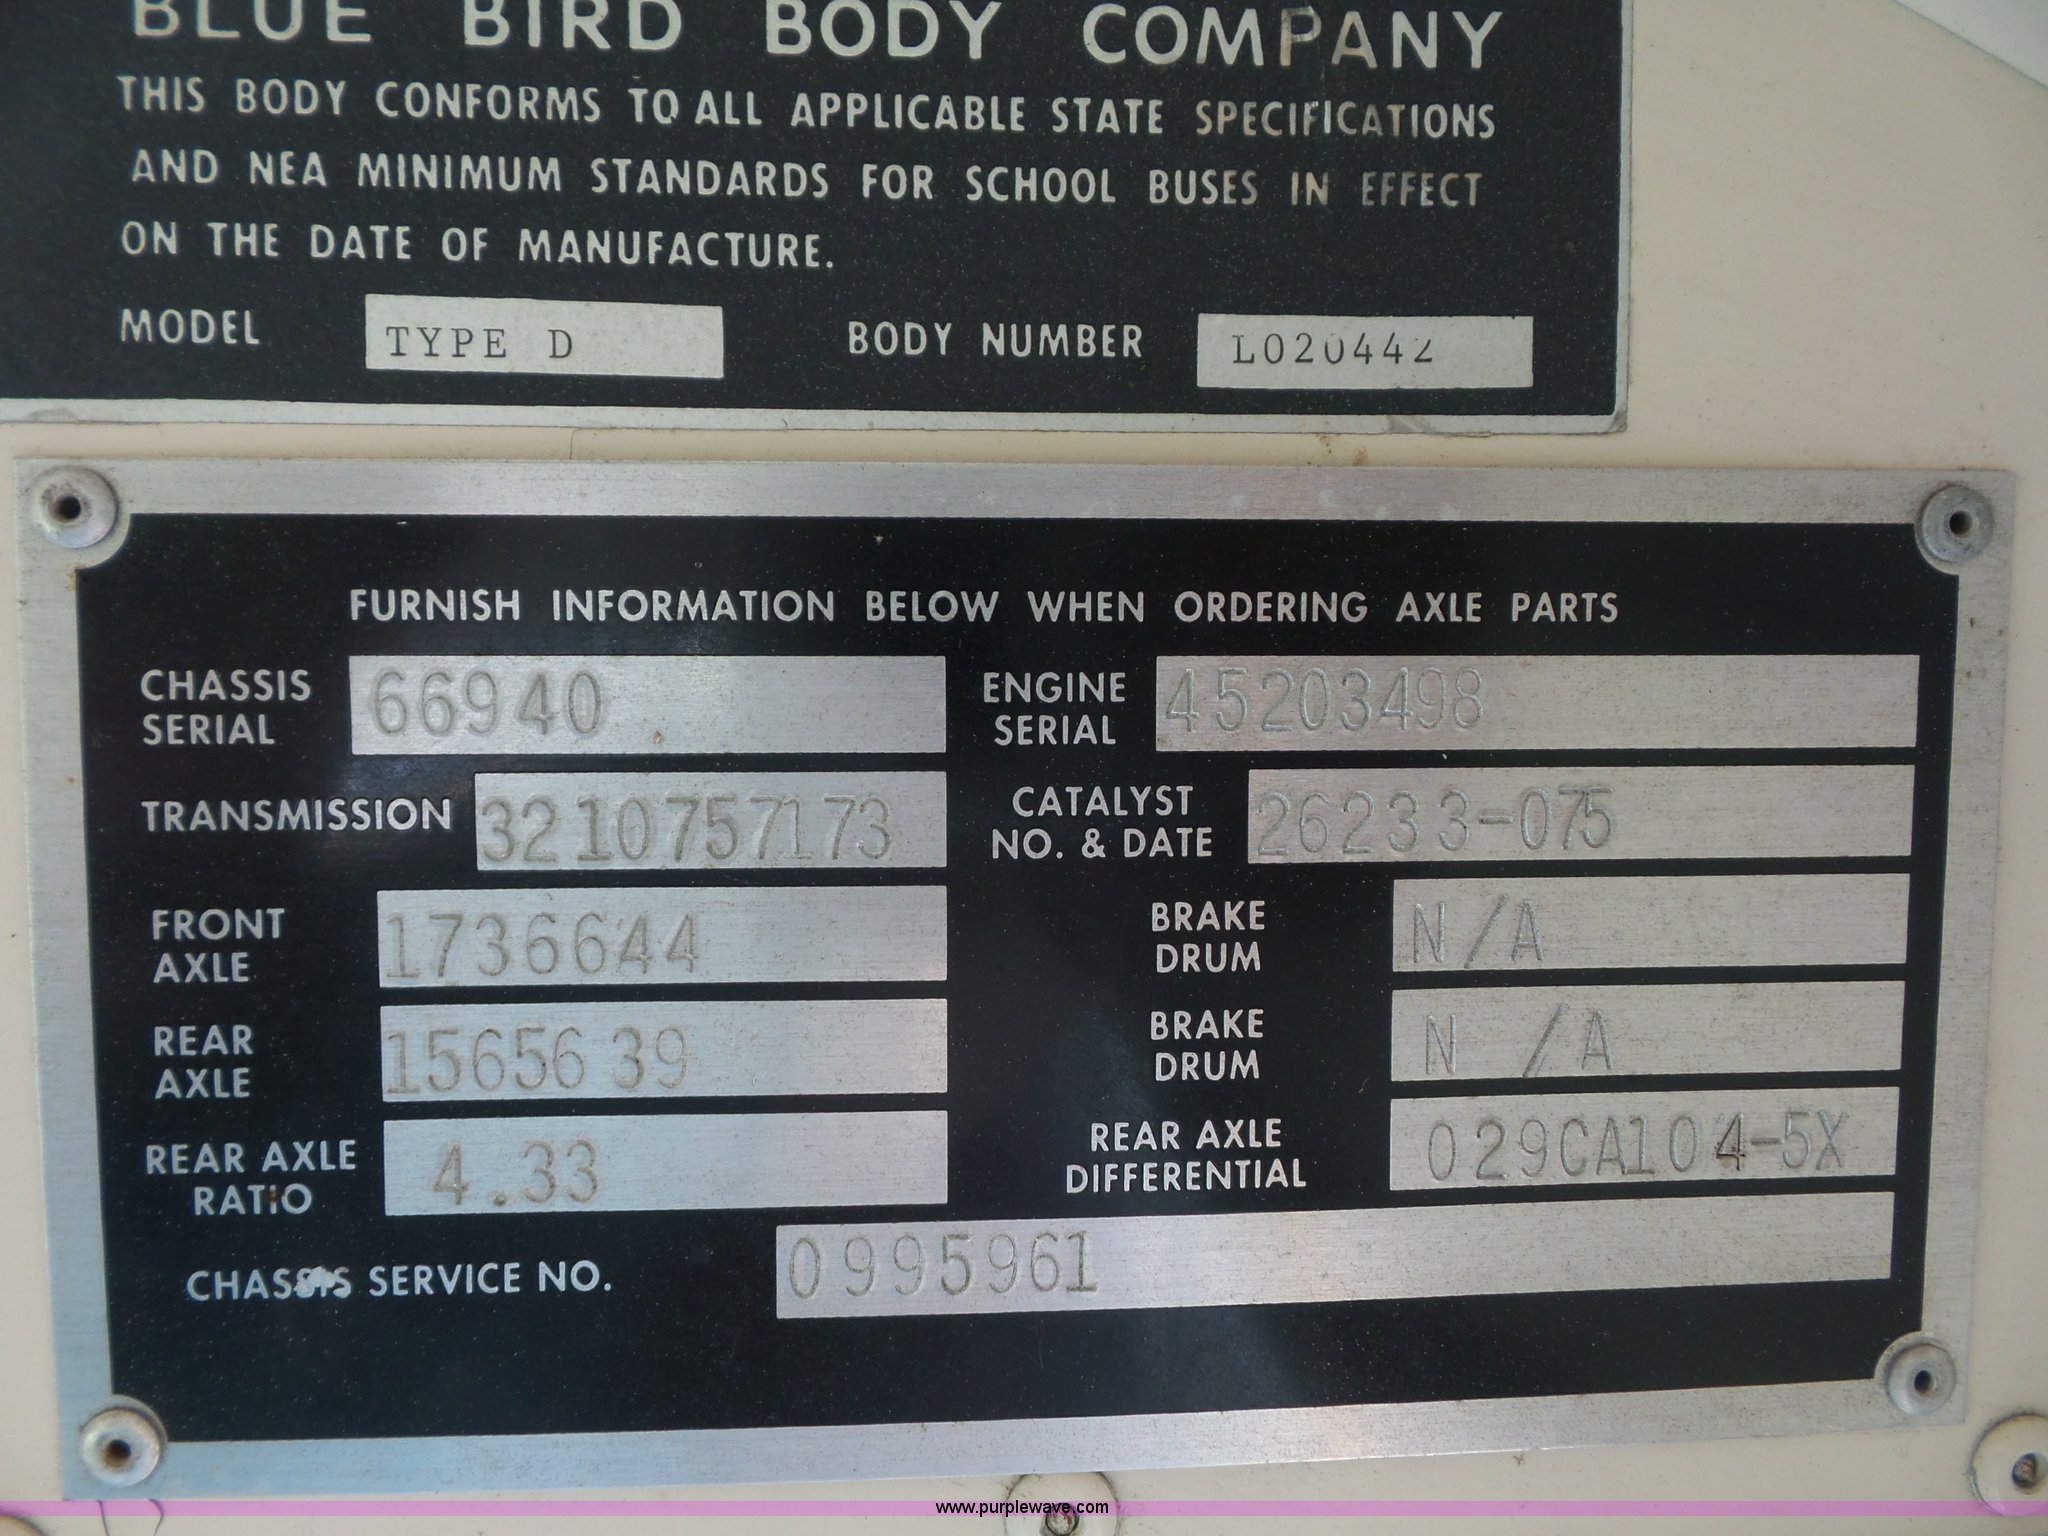 BLUE BIRD BODY COMPANY
THIS BODY CONFORMS TO ALL APPLICABLE STATE SPECIFICATIONS
AND NEA MINIMUM STANDARDS FOR SCHOOL BUSES IN EFFECT
ON THE DATE OF MANUFACTURE.
MODEL TYPE D BODY NUMBER L020442
FURNISH INFORMATION BELOW WHEN ORDERING AXLE PARTS
CHASSIS SERIAL 66940 ENGINE SERIAL 45203498
TRANSMISSION 3210757173 CATALYST NO. & DATE 26233-075
FRONT AXLE 1736644 BRAKE DRUM N/A
REAR AXLE 1565639 BRAKE DRUM N/A
REAR AXLE RATIO 4.33 REAR AXLE DIFFERENTIAL 029CA104-5X
CHASSIS SERVICE NO. 0995961
www.purplewave.com